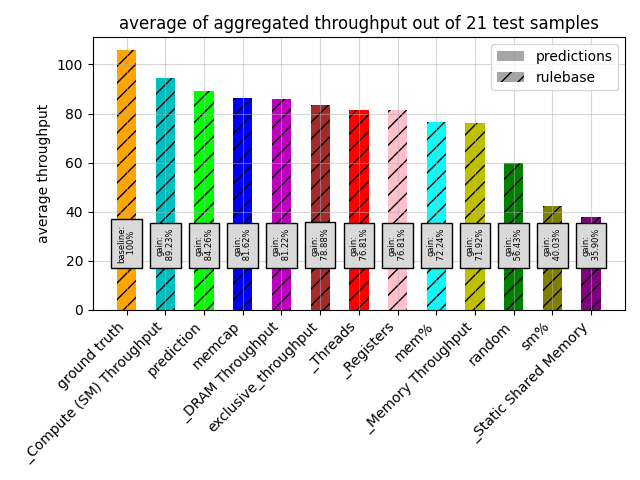 average of aggregated throughput out of 21 test samples
predictions
rulebase
average throughput
100
80
60
40
20
0
baseline:
100%
gain:
89.23%
gain:
84.26%
gain:
81.62%
gain:
81.22%
gain:
78.88%
gain:
76.81%
gain:
76.81%
gain:
72.24%
gain:
71.92%
gain:
56.43%
gain:
40.03%
gain:
35.90%
ground truth
_Compute (SM) Throughput
prediction
memcap
_DRAM Throughput
exclusive_throughput
_Threads
_Registers
mem%
_Memory Throughput
random
sm%
_Static Shared Memory